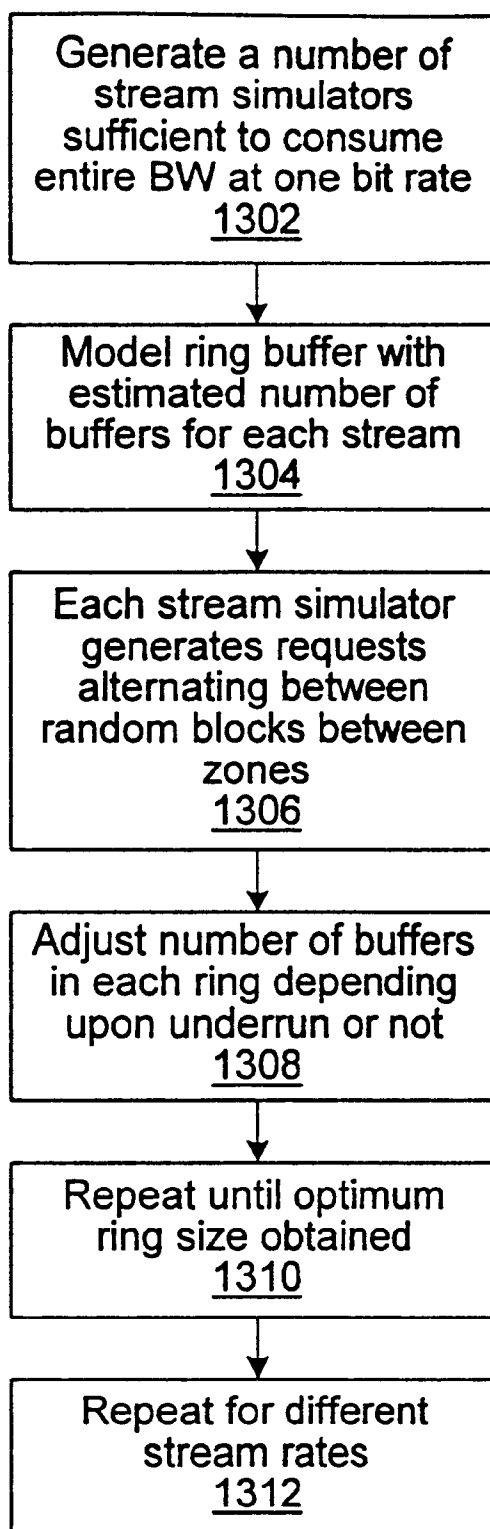 Generate a number of
stream simulators
sufficient to consume
entire BW at one bit rate
1302
Model ring buffer with
estimated number of
buffers for each stream
1304
Each stream simulator
generates requests
alternating between
random blocks between
zones
1306
Adjust number of buffers
in each ring depending
upon underrun or not
1308
Repeat until optimum
ring size obtained
1310
Repeat for different
stream rates
1312